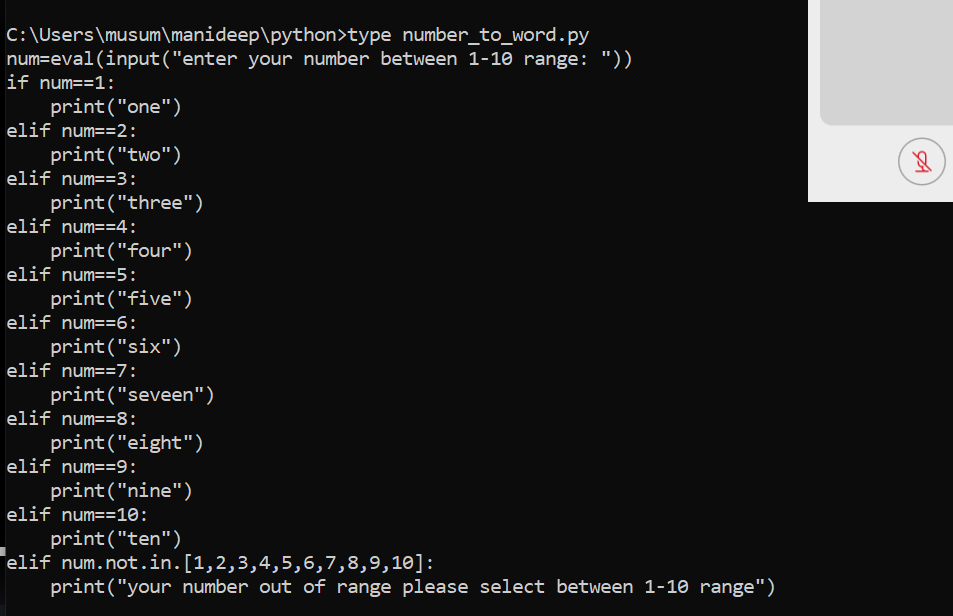 C:\Users\musum\manideep\python>type number_to_word.py
num=eval(input("enter your number between 1-10 range: "))
if num==1:
    print("one")
elif num==2:
    print("two")
elif num==3:
    print("three")
elif num==4:
    print("four")
elif num==5:
    print("five")
elif num==6:
    print("six")
elif num==7:
    print("seveen")
elif num==8:
    print("eight")
elif num==9:
    print("nine")
elif num==10:
    print("ten")
elif num.not.in.[1,2,3,4,5,6,7,8,9,10]:
    print("your number out of range please select between 1-10 range")